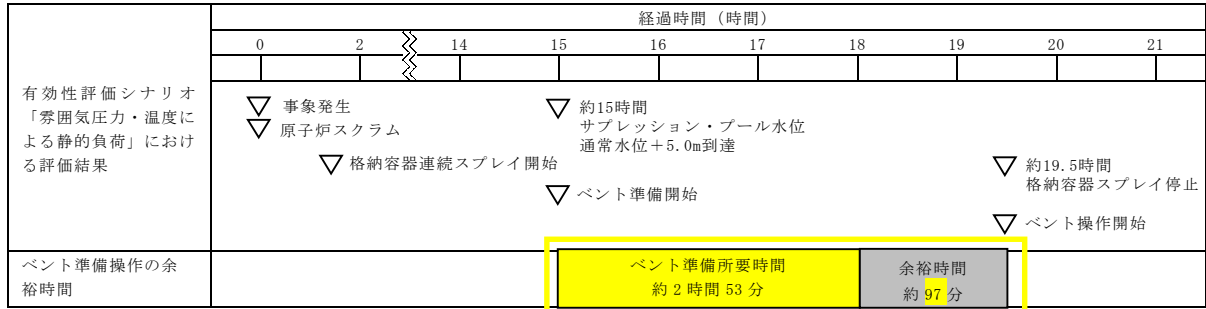 経過時間（時間）
0 2 14 15 16 17 18 19 20 21
有効性評価シナリオ
「雰囲気圧力・温度に
よる静的負荷」におけ
る評価結果
事象発生
原子炉スクラム
格納容器連続スプレイ開始
約15時間
サプレッション・プール水位
通常水位＋5.0m到達
ベント準備開始
約19.5時間
格納容器スプレイ停止
ベント操作開始
ベント準備操作の余
裕時間
ベント準備所要時間
約 2 時間 53 分
余裕時間
約 97 分